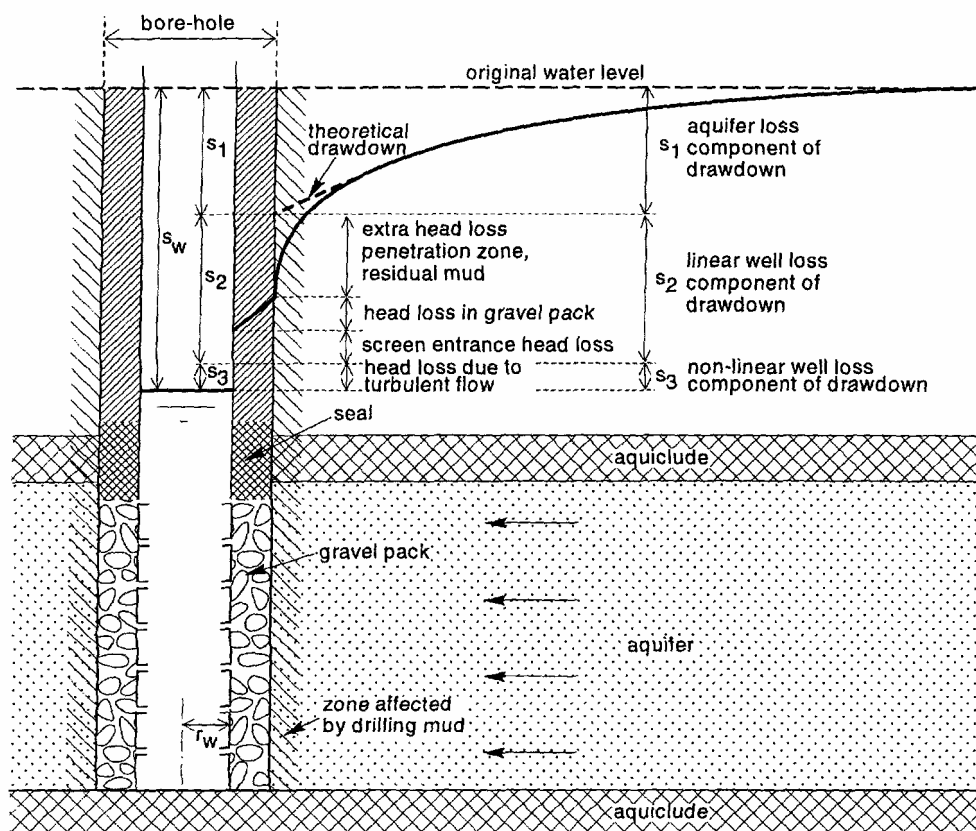 bore-hole
original water level
theoretical
drawdown
s1
sw
s2
s3
extra head loss
penetration zone,
residual mud
head loss in gravel pack
screen entrance head loss
head loss due to
turbulent flow
s1
aquifer loss
component of
drawdown
s2
linear well loss
component of
drawdown
s3
non-linear well loss
component of drawdown
seal
aquiclude
gravel pack
aquifer
rw
zone affected
by drilling mud
aquiclude